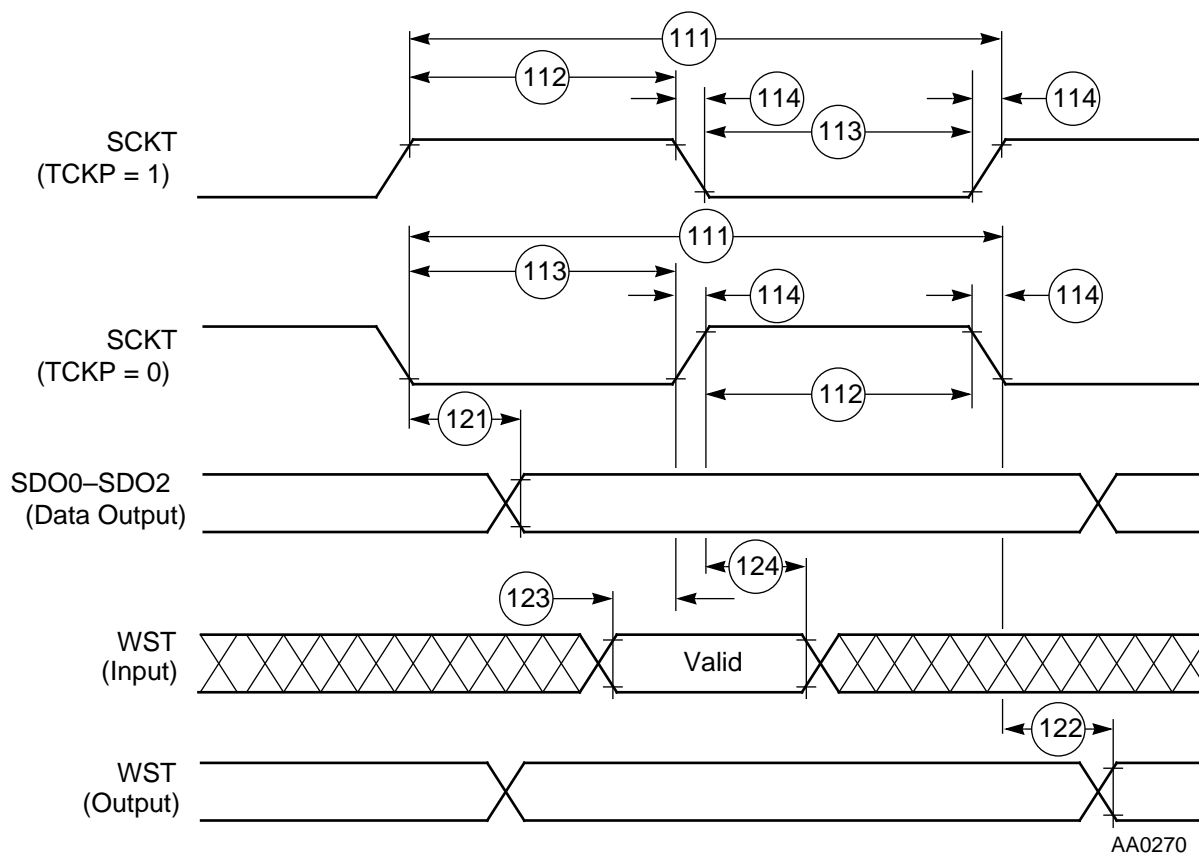 111
112
114
114
113
SCKT
(TCKP = 1)
111
113
114
114
SCKT
(TCKP = 0)
112
121
SDO0–SDO2
(Data Output)
124
123
WST
(Input)
Valid
122
WST
(Output)
AA0270